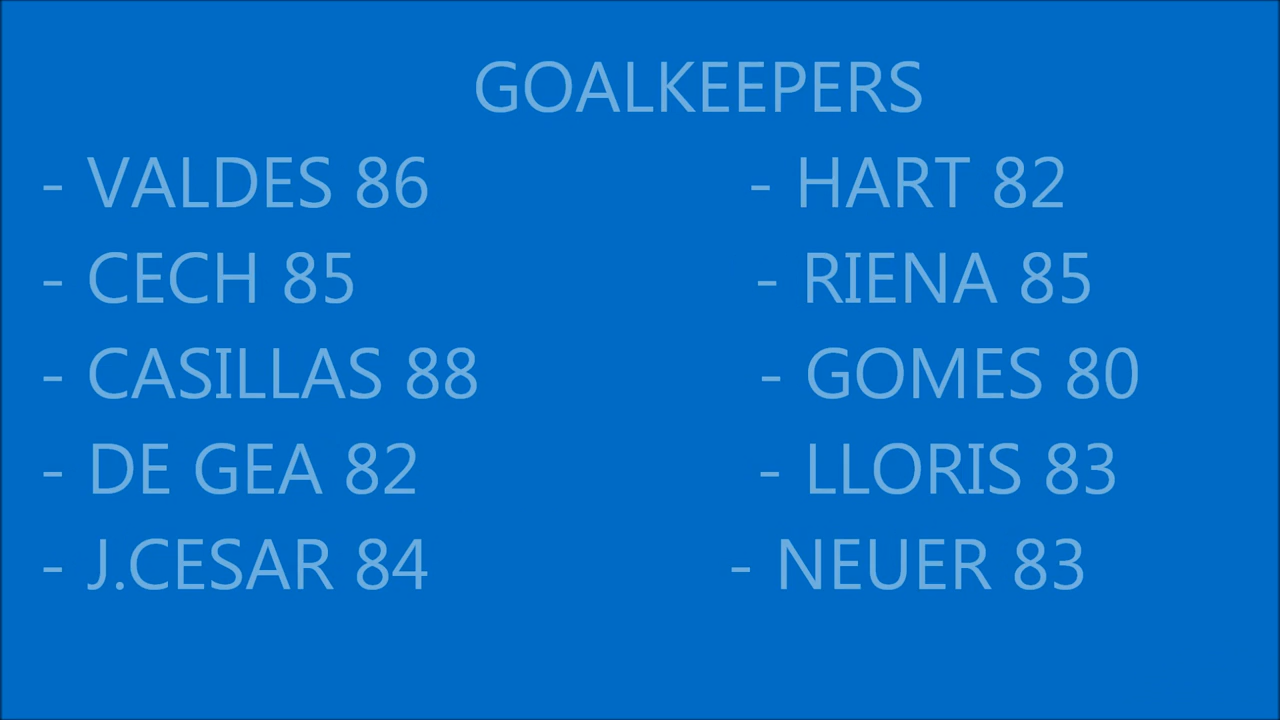 GOALKEEPERS
- VALDES 86
- CECH 85
- CASILLAS 88
- DE GEA 82
- J.CESAR 84
- HART 82
- RIENA 85
- GOMES 80
- LLORIS 83
- NEUER 83